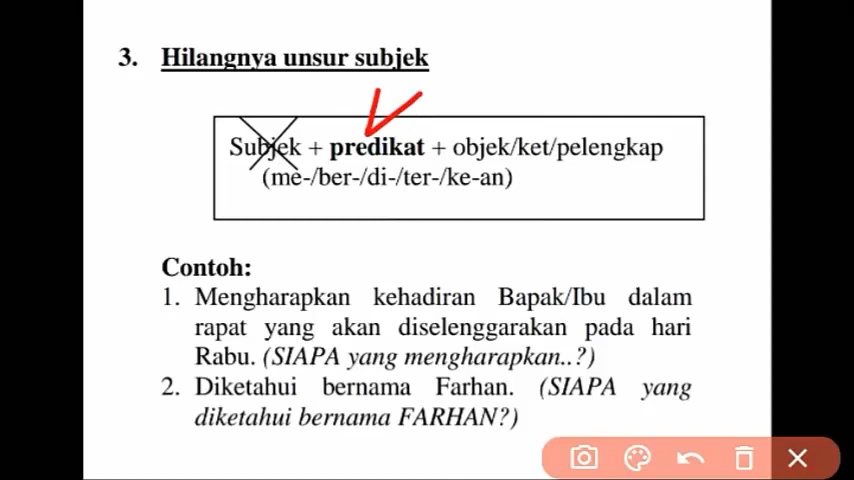 3. Hilangnya unsur subjek
Subjek + predikat + objek/ket/pelengkap
(me-/ber-/di-/ter-/ke-an)
Contoh:
1. Mengharapkan kehadiran Bapak/Ibu dalam
rapat yang akan diselenggarakan pada hari
Rabu. (SIAPA yang mengharapkan..?)
2. Diketahui bernama Farhan. (SIAPA yang
diketahui bernama FARHAN?)